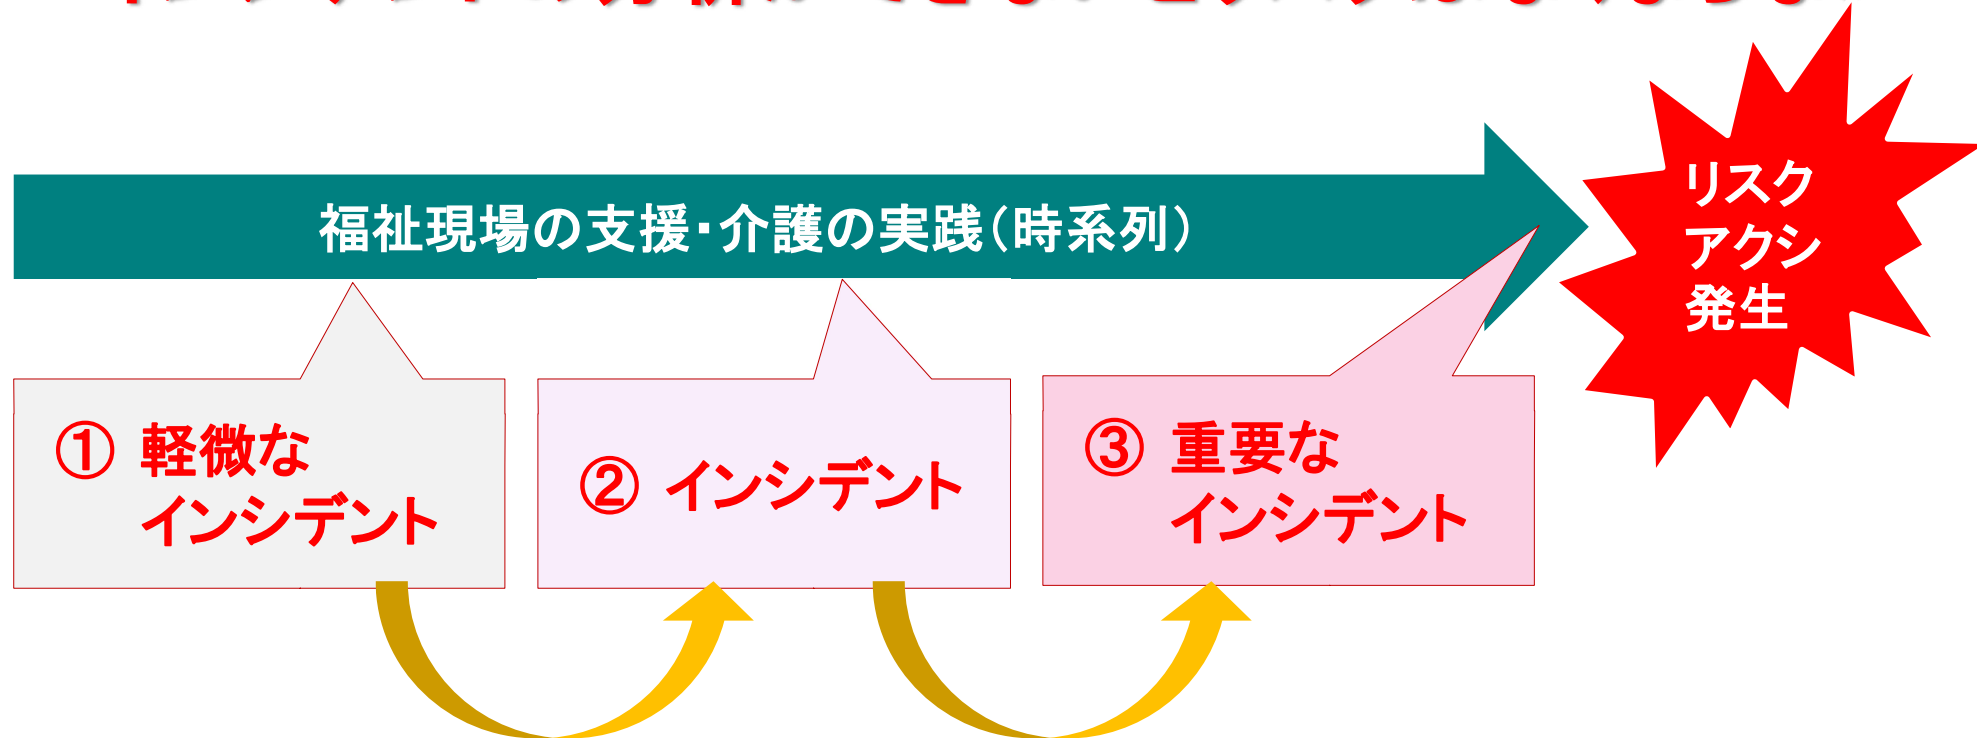 福祉現場の支援・介護の実践(時系列)
リスク
アクシ
発生
① 軽微な
インシデント
② インシデント
③ 重要な
インシデント